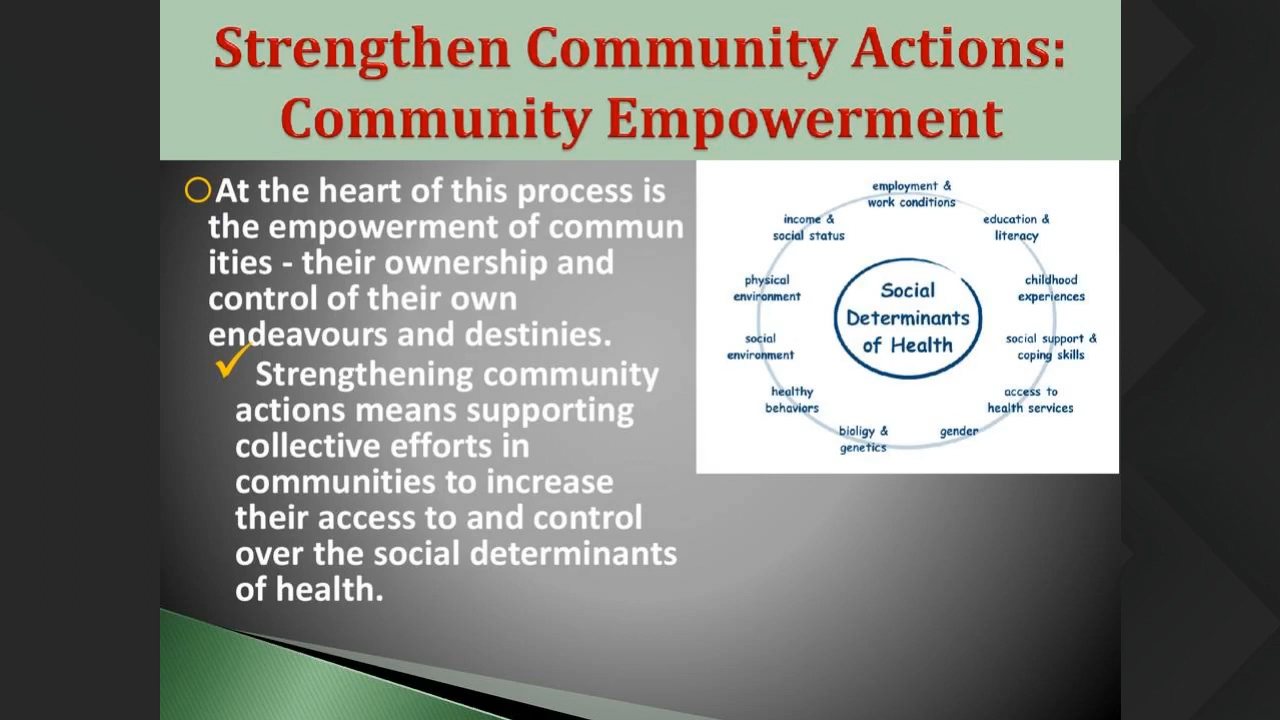 Strengthen Community Actions:
Community Empowerment
At the heart of this process is
the empowerment of commun
ities - their ownership and
control of their own
endeavours and destinies.
Strengthening community
actions means supporting
collective efforts in
communities to increase
their access to and control
over the social determinants
of health.
employment &
work conditions
education &
literacy
childhood
experiences
social support &
coping skills
access to
health services
gender
bioligy &
genetics
healthy
behaviors
social
environment
physical
environment
income &
social status
Social
Determinants
of Health